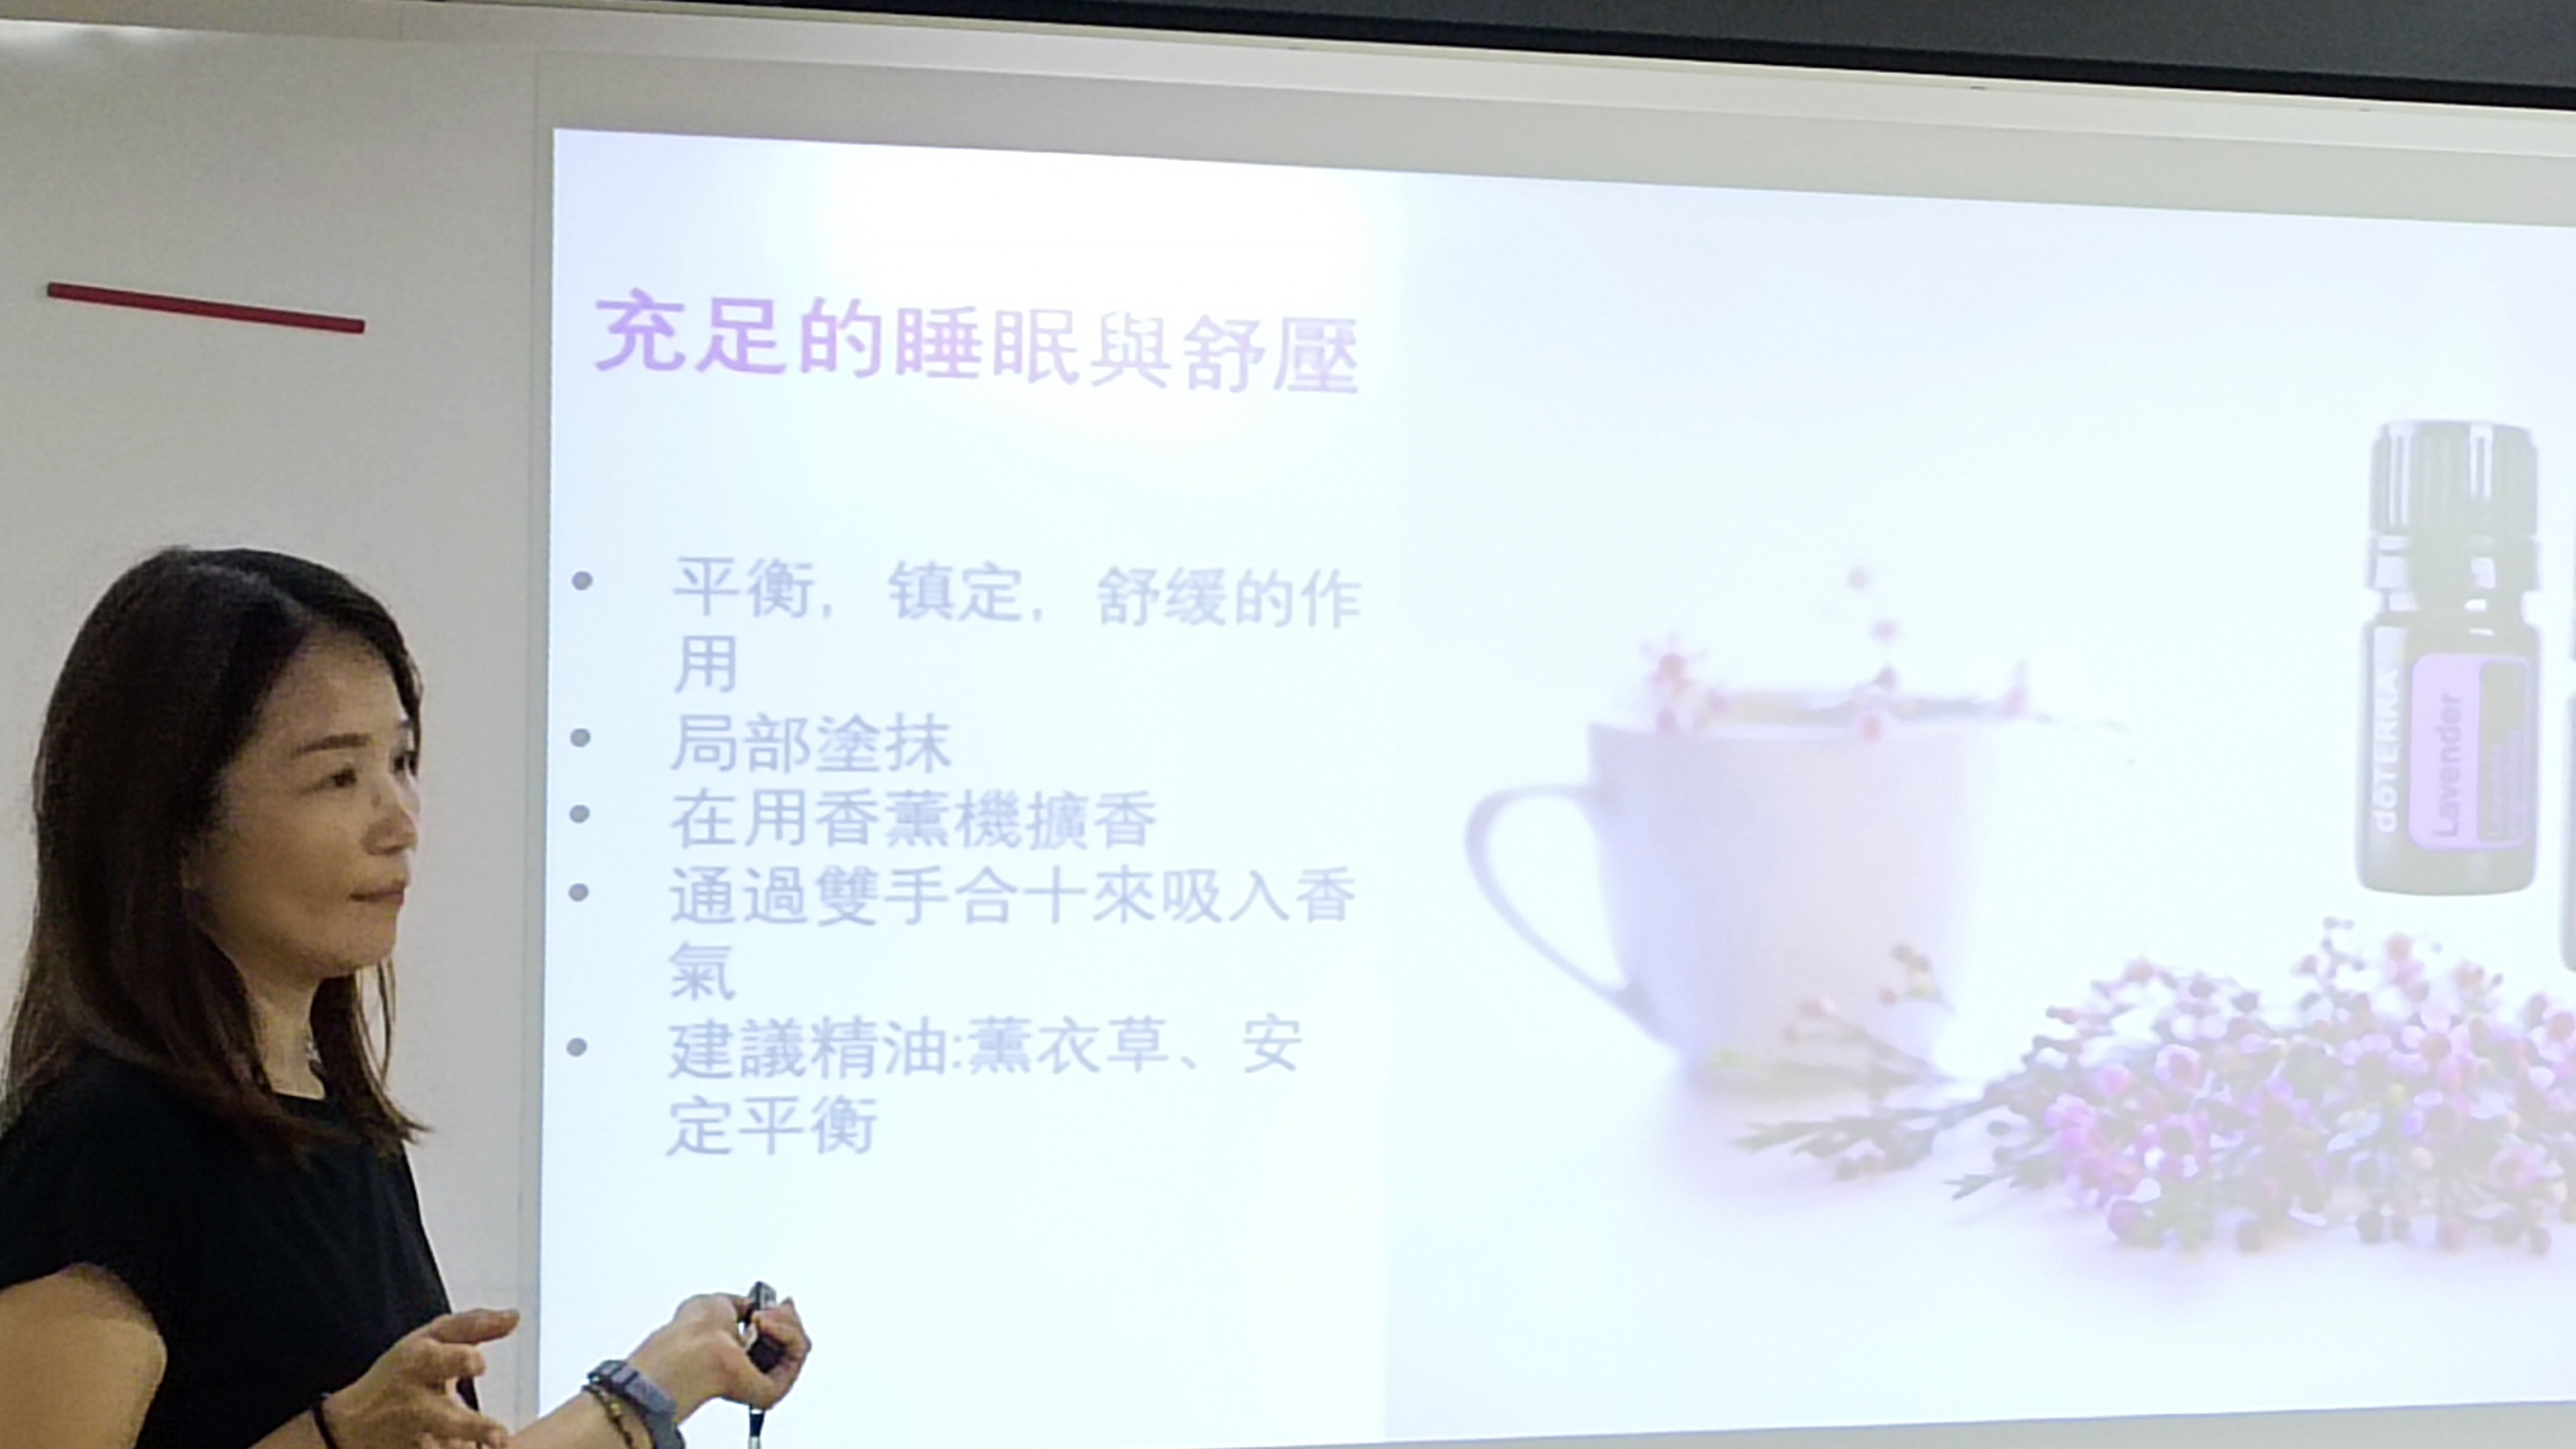 充足的睡眠與舒壓
• 平衡，镇定，舒缓的作
用
• 局部塗抹
• 在用香薰機擴香
• 通過雙手合十來吸入香
氣
• 建議精油:薰衣草、安
定平衡
dōTERRA
Lavender